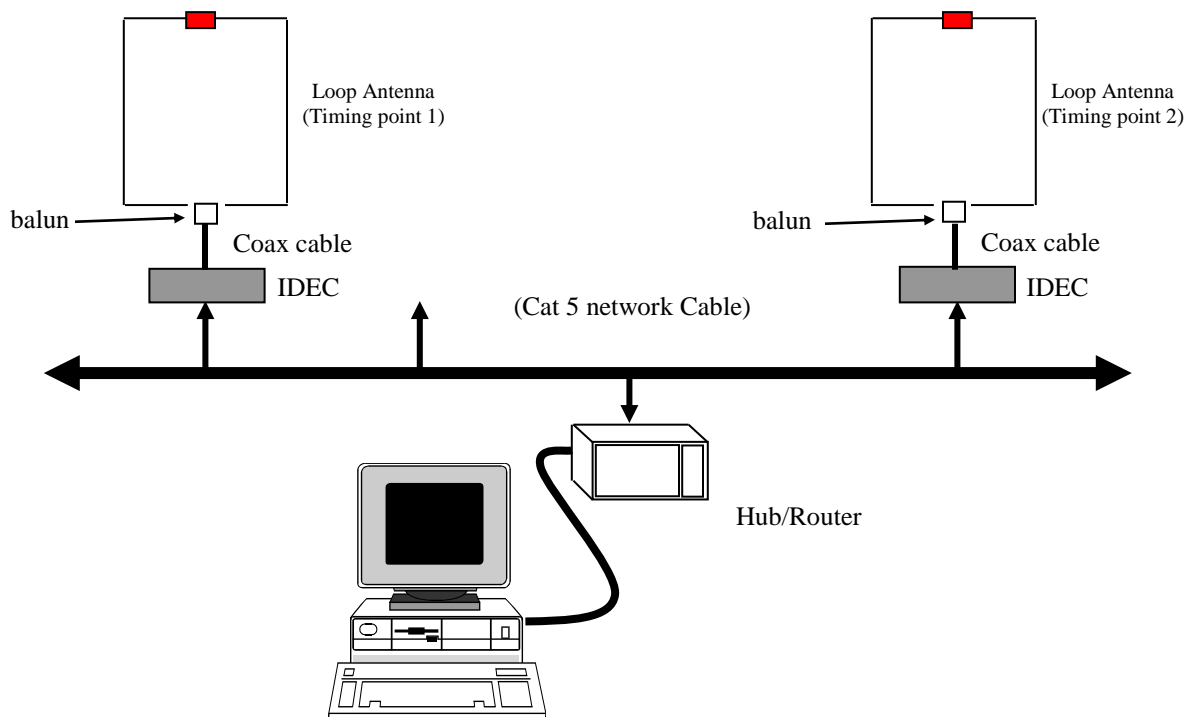 Loop Antenna
(Timing point 1)
Loop Antenna
(Timing point 2)
balun
Coax cable
IDEC
balun
Coax cable
IDEC
(Cat 5 network Cable)
Hub/Router